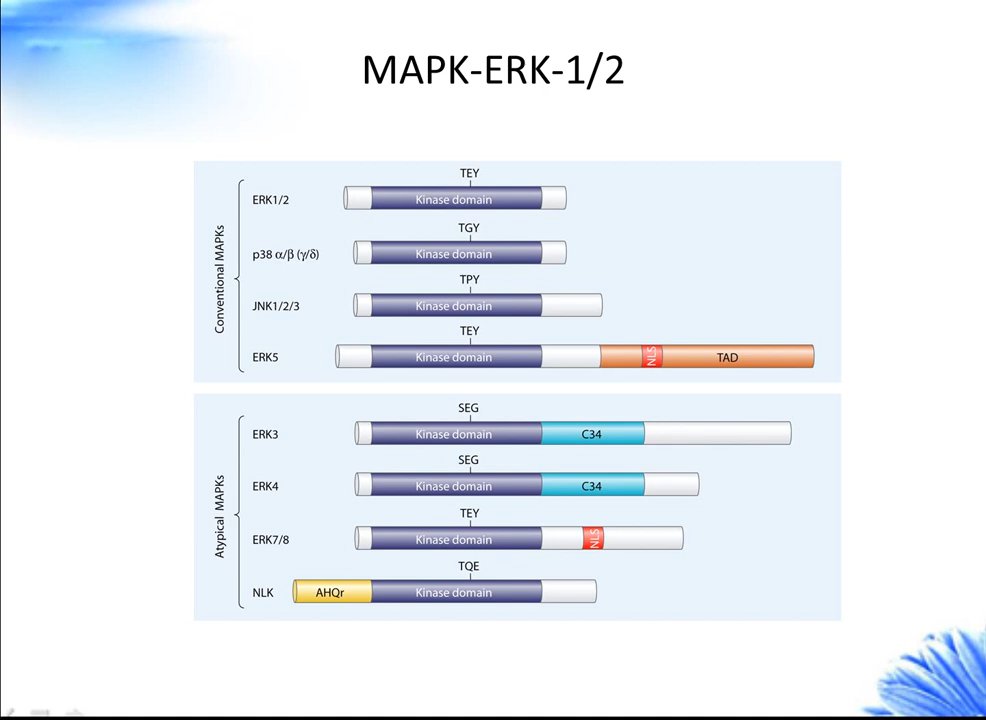 MAPK-ERK-1/2
Conventional MAPKs
TEY
ERK1/2
Kinase domain
TGY
p38 α/β (γ/δ)
Kinase domain
TPY
JNK1/2/3
Kinase domain
TEY
ERK5
Kinase domain
NLS
TAD
Atypical MAPKs
SEG
ERK3
Kinase domain
C34
SEG
ERK4
Kinase domain
C34
TEY
ERK7/8
Kinase domain
NLS
TQE
NLK
AHQr
Kinase domain